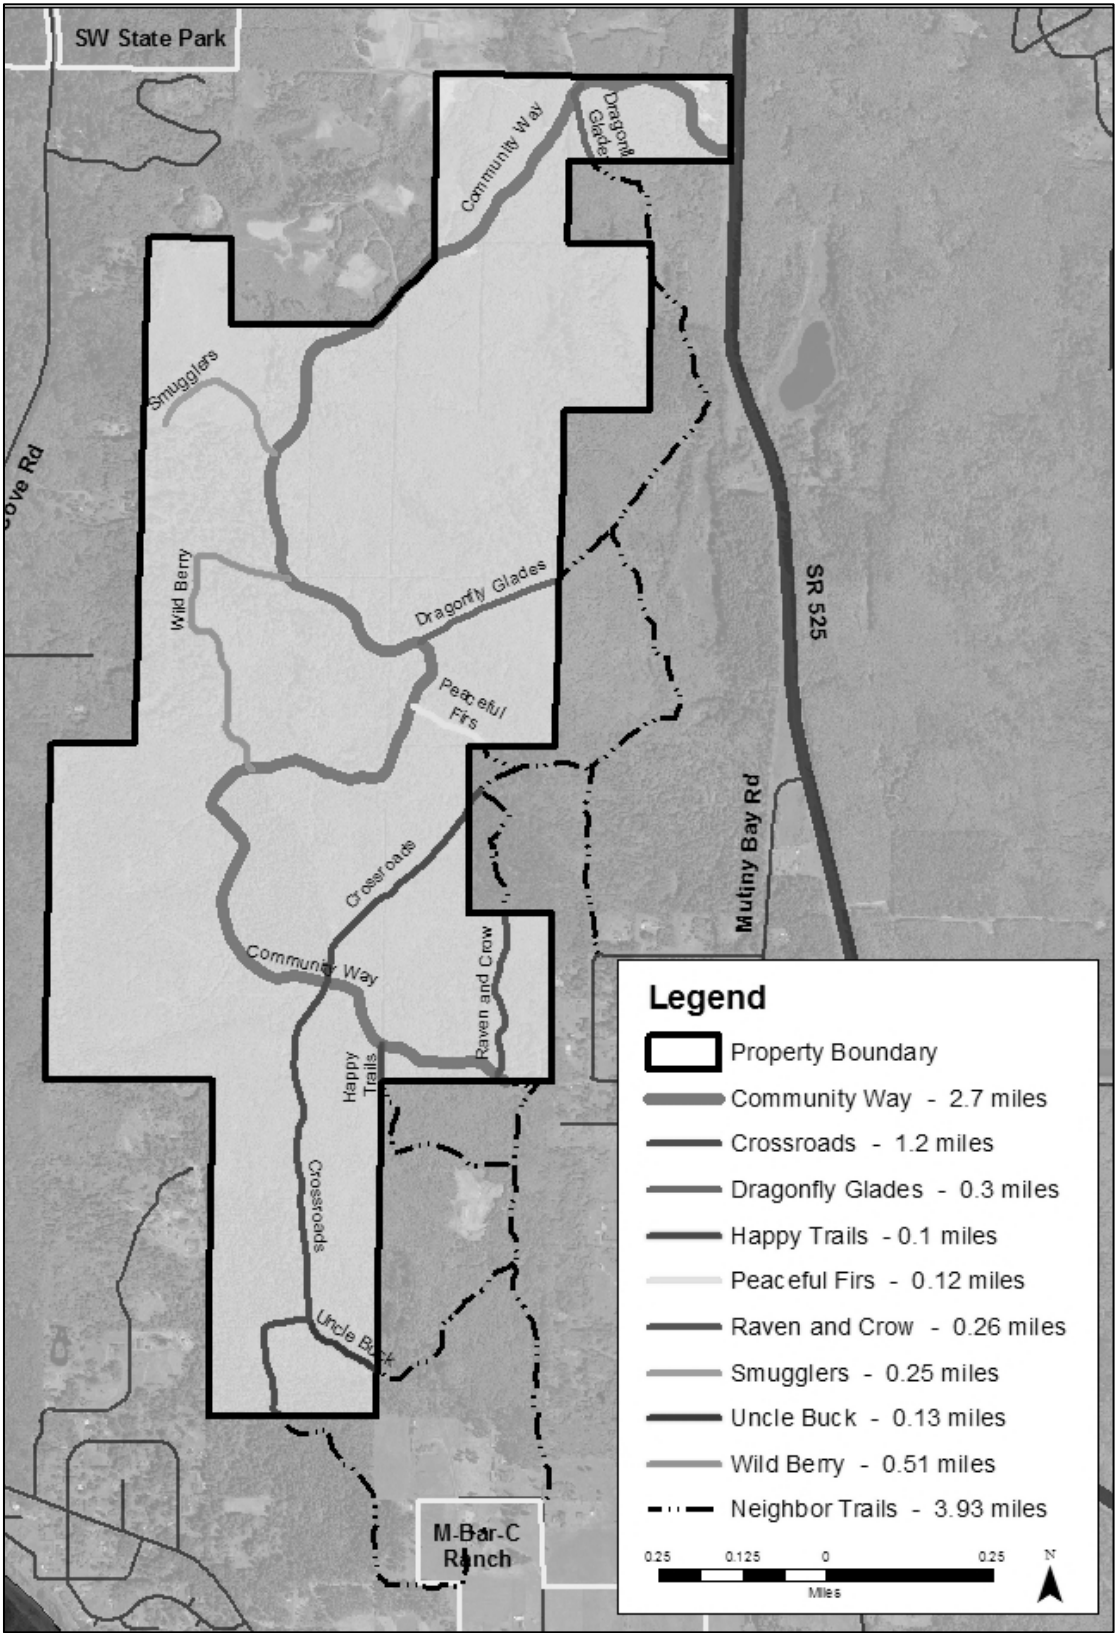 SW State Park
Community Way
Dragonfly
Glades
Smugglers
Wild Berry
Dragonfly Glades
SR 525
Peaceful
Firs
Mutiny Bay Rd
Crossroads
Community Way
Raven and Crow
Happy
Trails
Crossroads
Uncle Buck
M-Bar-C
Ranch
Legend
Property Boundary
Community Way - 2.7 miles
Crossroads - 1.2 miles
Dragonfly Glades - 0.3 miles
Happy Trails - 0.1 miles
Peaceful Firs - 0.12 miles
Raven and Crow - 0.26 miles
Smugglers - 0.25 miles
Uncle Buck - 0.13 miles
Wild Berry - 0.51 miles
Neighbor Trails - 3.93 miles
0.25 0.125 0 0.25
Miles
N